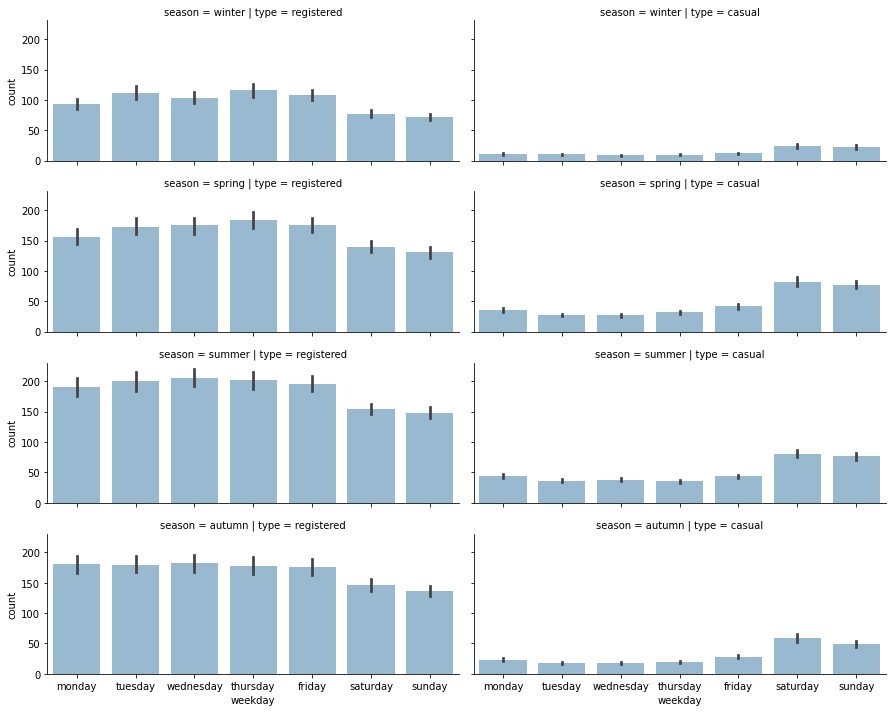 season = winter | type = registered
season = winter | type = casual
200
150
100
50
0
count
season = spring | type = registered
season = spring | type = casual
200
150
100
50
0
count
season = summer | type = registered
season = summer | type = casual
200
150
100
50
0
count
season = autumn | type = registered
season = autumn | type = casual
200
150
100
50
0
count
monday tuesday wednesday thursday friday saturday sunday
weekday
monday tuesday wednesday thursday friday saturday sunday
weekday